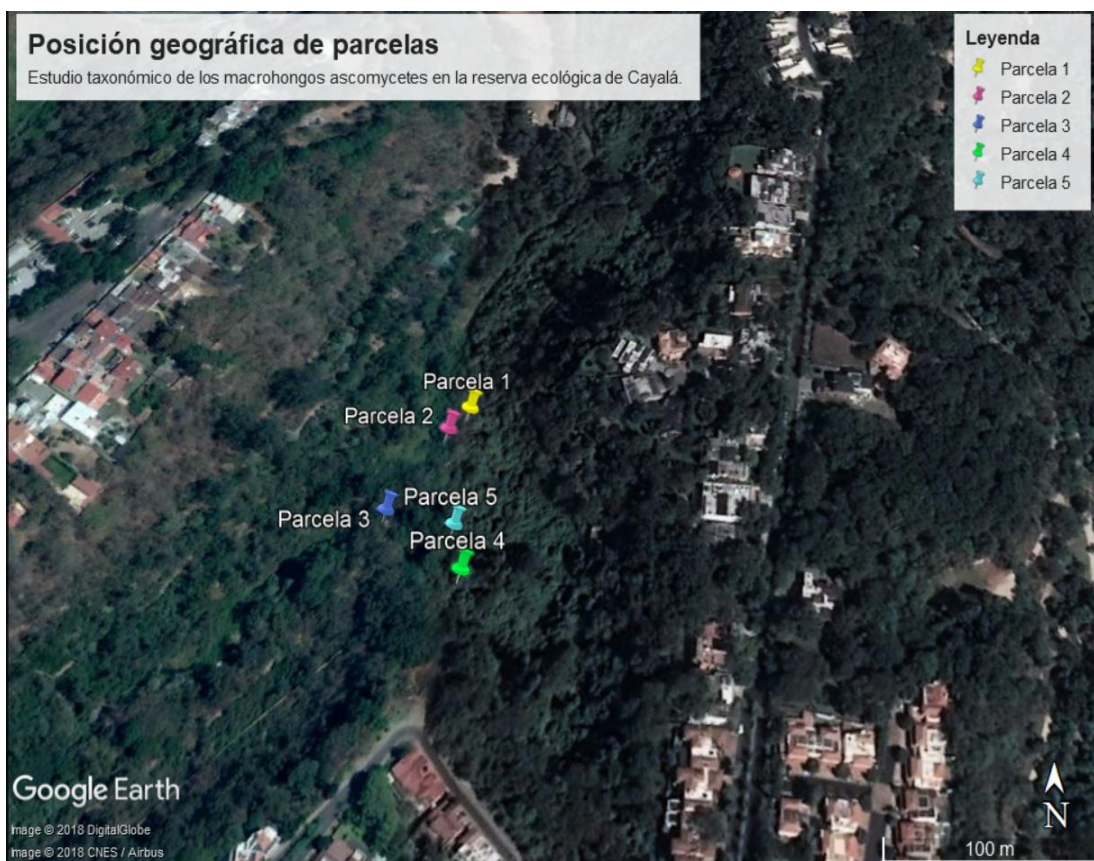 Posición geográfica de parcelas
Estudio taxonómico de los macrohongos ascomycetes en la reserva ecológica de Cayalá.
Leyenda
Parcela 1
Parcela 2
Parcela 3
Parcela 4
Parcela 5
Parcela 1
Parcela 2
Parcela 5
Parcela 3
Parcela 4
Google Earth
Image © 2018 DigitalGlobe
Image © 2018 CNES / Airbus
N
100 m